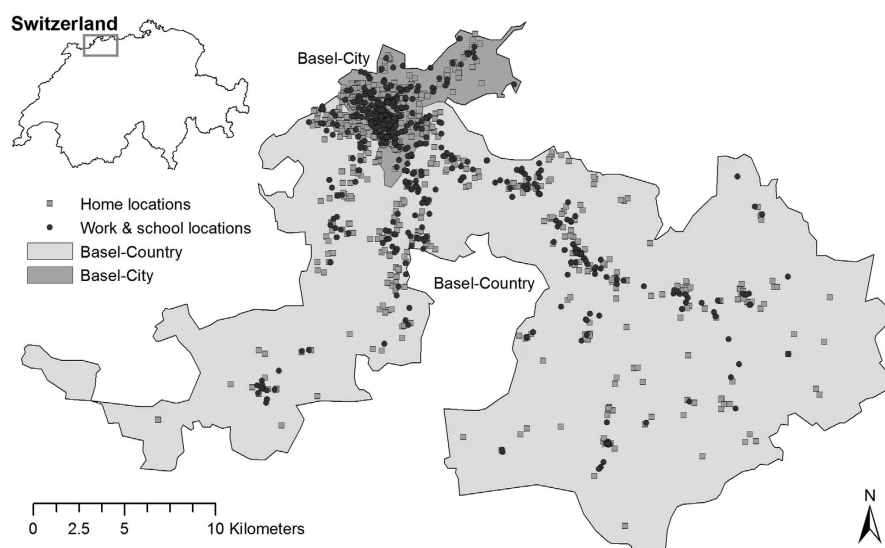 Switzerland
Basel-City
Home locations
Work & school locations
Basel-Country
Basel-City
Basel-Country
0 2.5 5 10 Kilometers
N